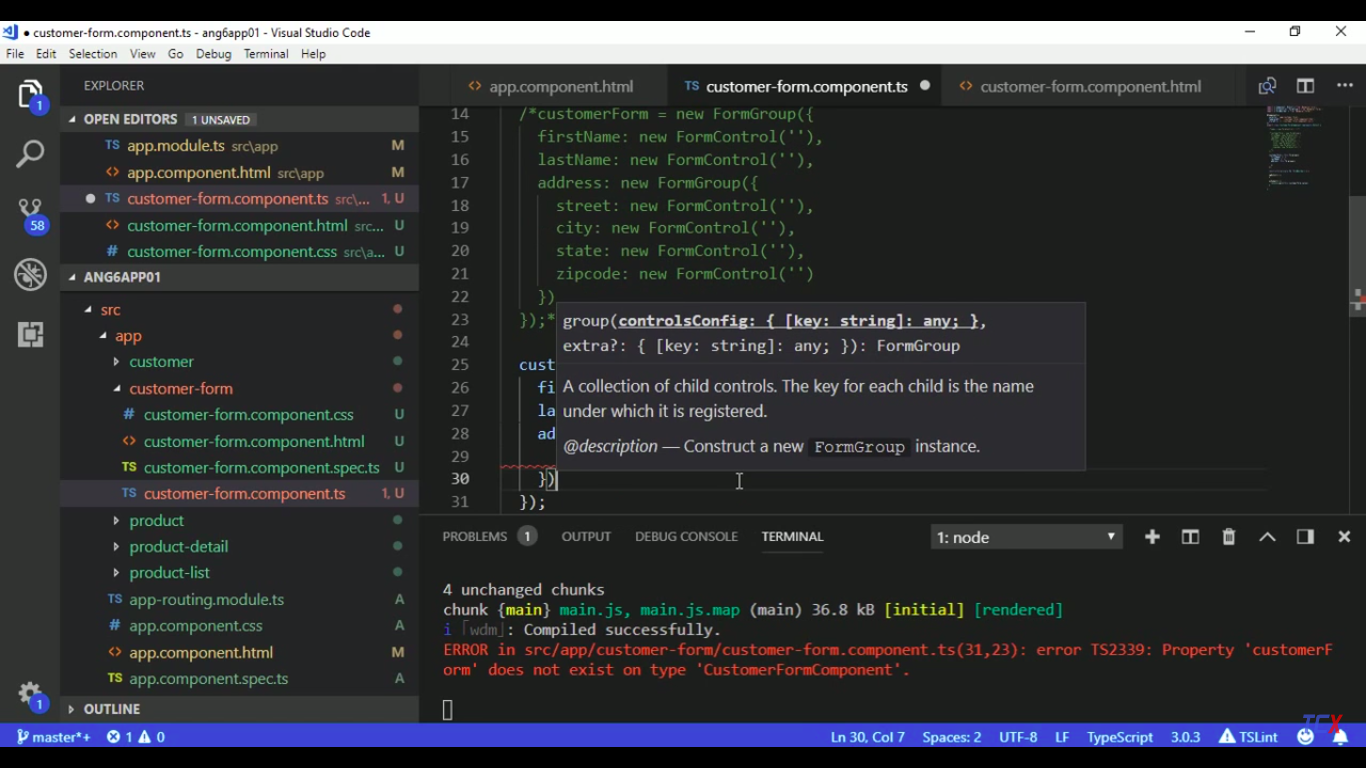 ● customer-form.component.ts - ang6app01 - Visual Studio Code
File Edit Selection View Go Debug Terminal Help
EXPLORER
OPEN EDITORS 1 UNSAVED
TS app.module.ts src\app M
<> app.component.html src\app M
● TS customer-form.component.ts src\... 1, U
<> customer-form.component.html src... U
# customer-form.component.css src\a... U
ANG6APP01
src
app
customer
customer-form
# customer-form.component.css U
<> customer-form.component.html U
TS customer-form.component.spec.ts U
TS customer-form.component.ts 1, U
product
product-detail
product-list
TS app-routing.module.ts A
# app.component.css A
<> app.component.html M
TS app.component.spec.ts A
OUTLINE
1
58
1
<> app.component.html TS customer-form.component.ts ● <> customer-form.component.html
14 /*customerForm = new FormGroup({
15 firstName: new FormControl(''),
16 lastName: new FormControl(''),
17 address: new FormGroup({
18 street: new FormControl(''),
19 city: new FormControl(''),
20 state: new FormControl(''),
21 zipcode: new FormControl('')
22 })
23 });*
24
25 cust
26 fi
27 la
28 ad
29
30 })
31 });
group(controlsConfig: { [key: string]: any; },
extra?: { [key: string]: any; }): FormGroup
A collection of child controls. The key for each child is the name
under which it is registered.
@description — Construct a new FormGroup instance.
PROBLEMS 1 OUTPUT DEBUG CONSOLE TERMINAL 1: node
4 unchanged chunks
chunk {main} main.js, main.js.map (main) 36.8 kB [initial] [rendered]
i ｢wdm｣: Compiled successfully.
ERROR in src/app/customer-form/customer-form.component.ts(31,23): error TS2339: Property 'customerF
orm' does not exist on type 'CustomerFormComponent'.
master*+ 1 0 Ln 30, Col 7 Spaces: 2 UTF-8 LF TypeScript 3.0.3 TSLint